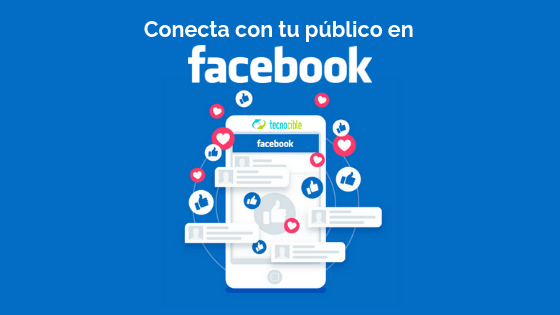 Conecta con tu público en
facebook
tecnocible
facebook